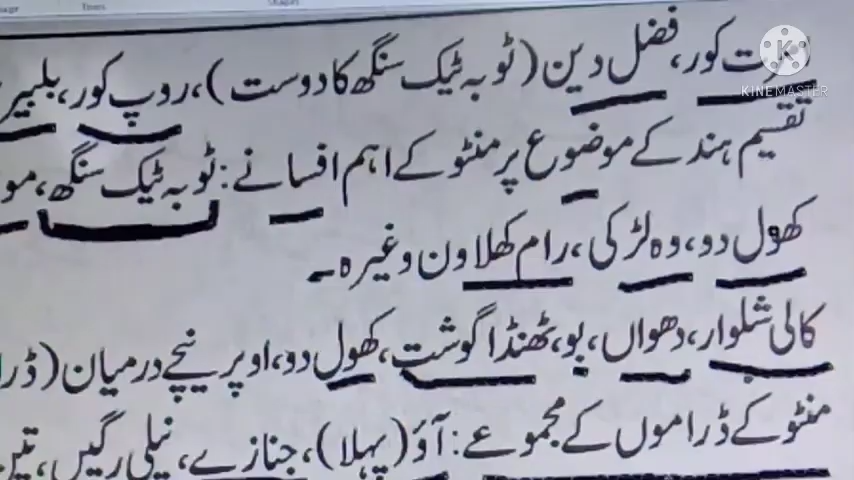 کور، فضل دین (ٹوبہ ٹیک سنگھ کا دوست)، روپ کور، بلبیر
تقسیم ہند کے موضوع پر منٹو کے اہم افسانے: ٹوبہ ٹیک سنگھ،
کھول دو، وہ لڑکی، رام کھلاون وغیرہ۔
کالی شلوار، دھواں، بو، ٹھنڈا گوشت، کھول دو، اوپر نیچے درمیان
منٹو کے ڈراموں کے مجموعے: آؤ (پہلا)، جنازے، نیلی رگیں، تین
KINEMASTER